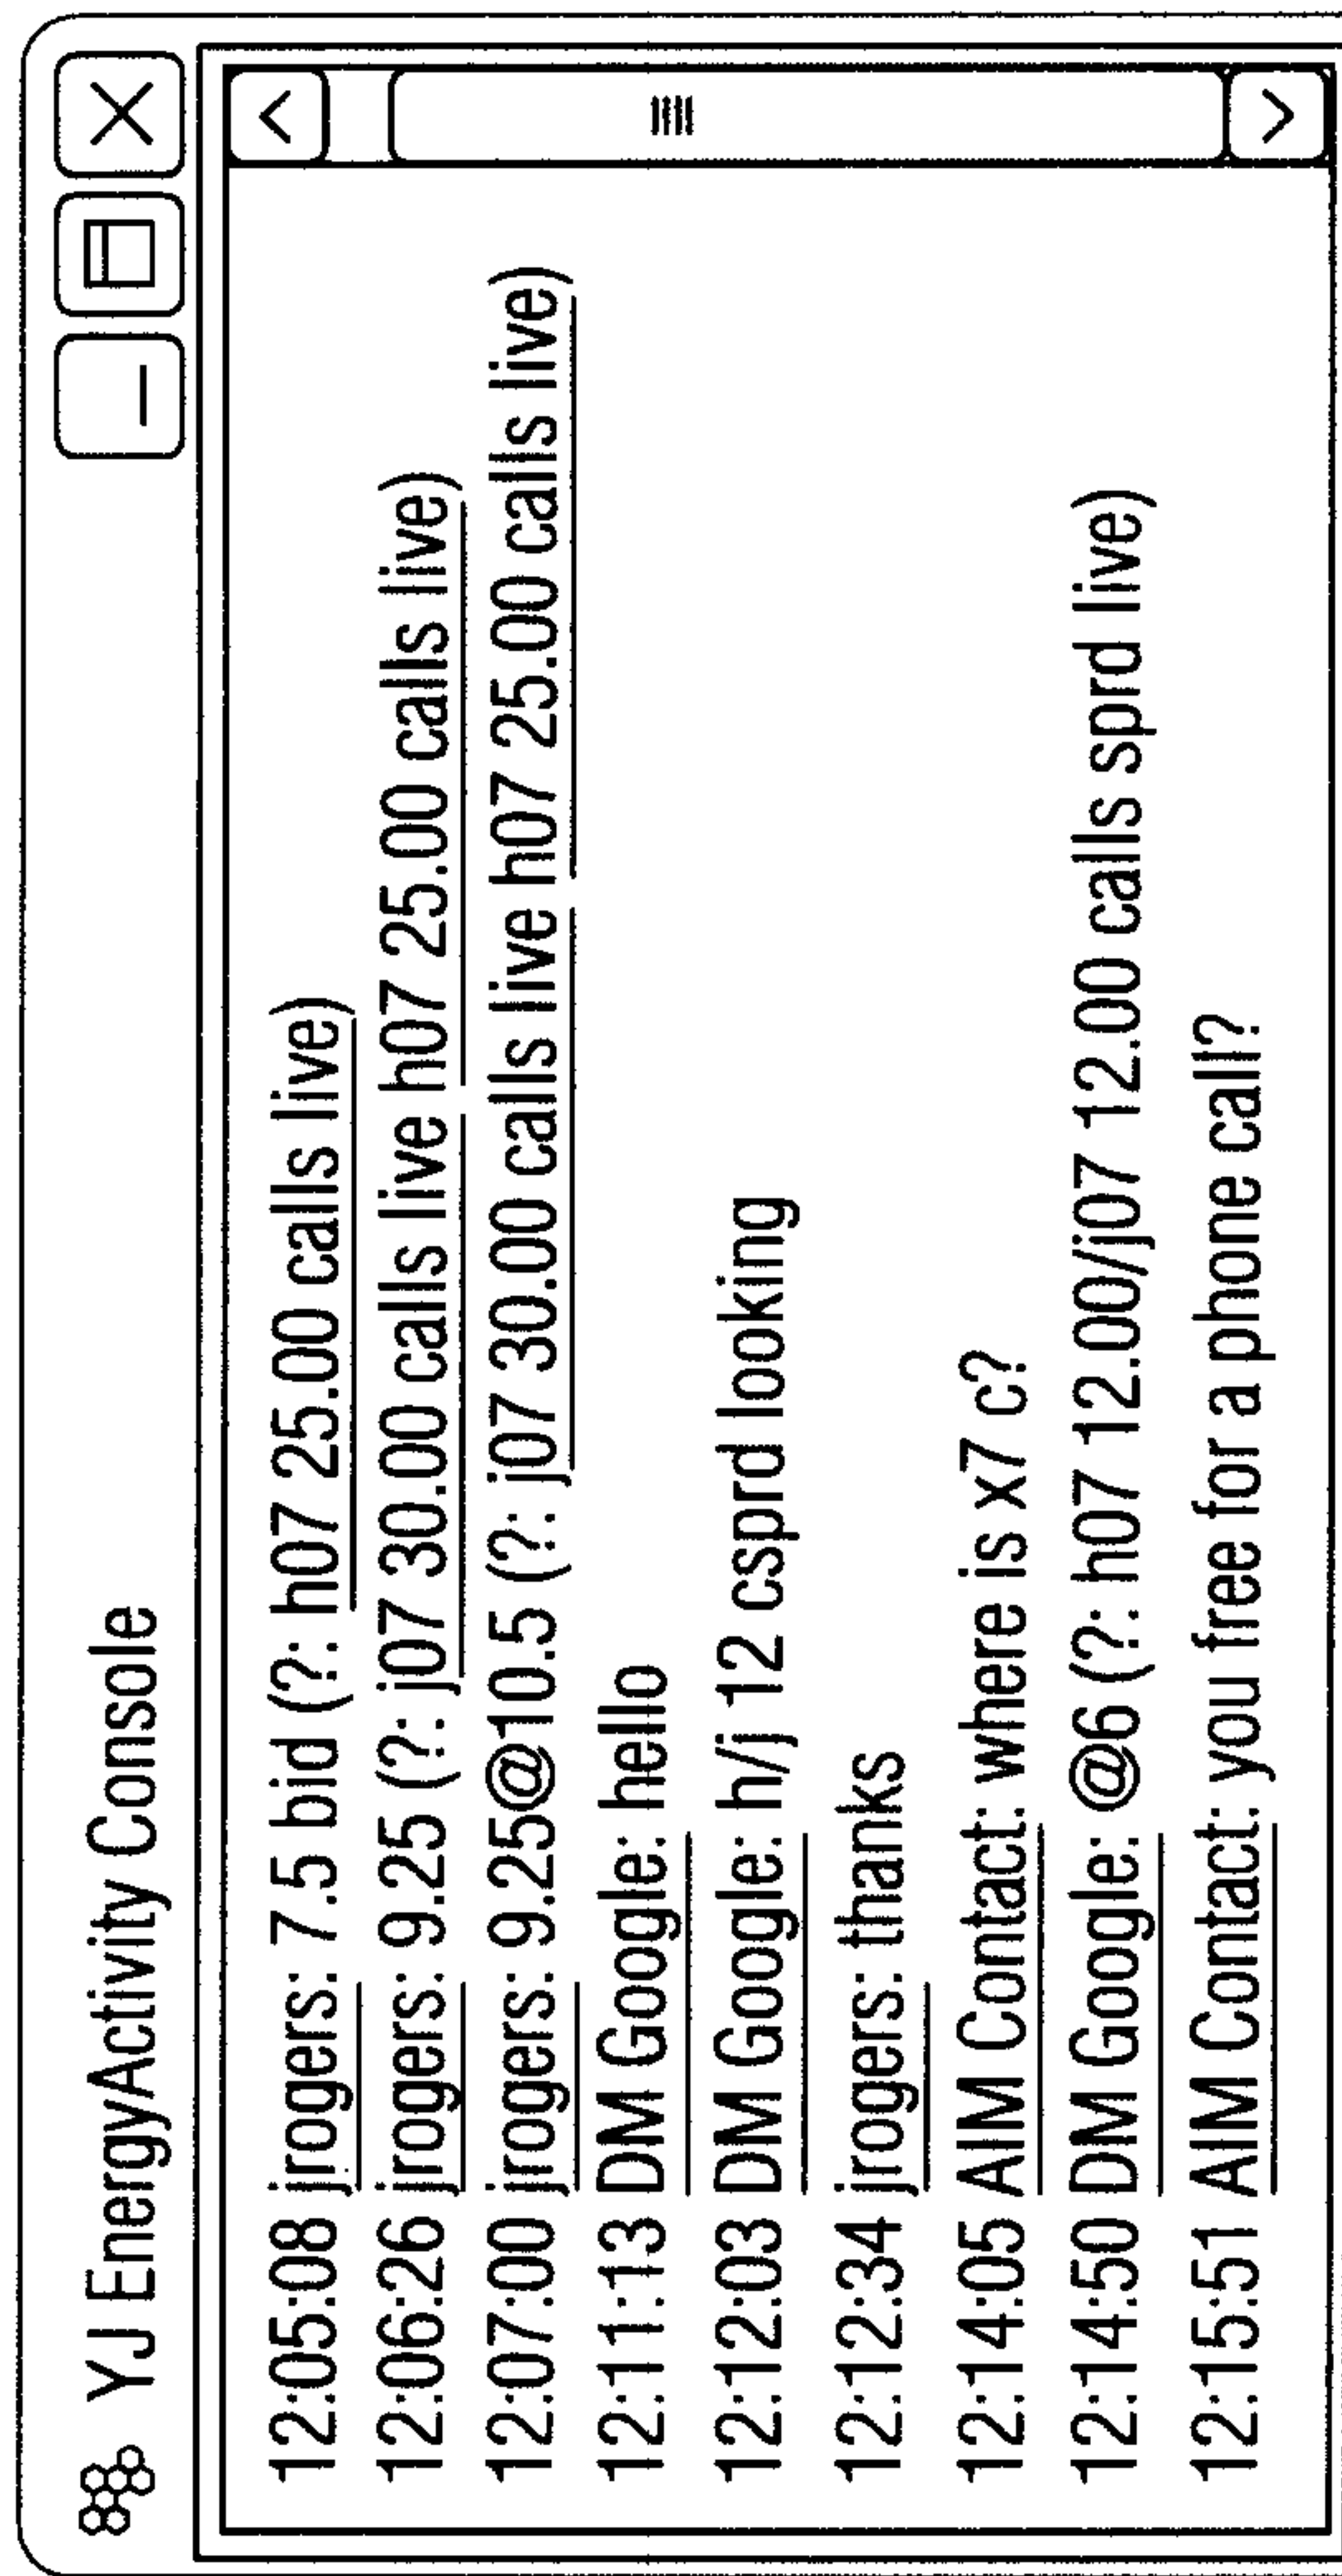 YJ EnergyActivity Console
12:05:08 jrogers: 7.5 bid (?: h07 25.00 calls live)
12:06:26 jrogers: 9.25 (?: j07 30.00 calls live h07 25.00 calls live)
12:07:00 jrogers: 9.25@10.5 (?: j07 30.00 calls live h07 25.00 calls live)
12:11:13 DM Google: hello
12:12:03 DM Google: h/j 12 csprd looking
12:12:34 jrogers: thanks
12:14:05 AIM Contact: where is x7 c?
12:14:50 DM Google: @6 (?: h07 12.00/j07 12.00 calls sprd live)
12:15:51 AIM Contact: you free for a phone call?